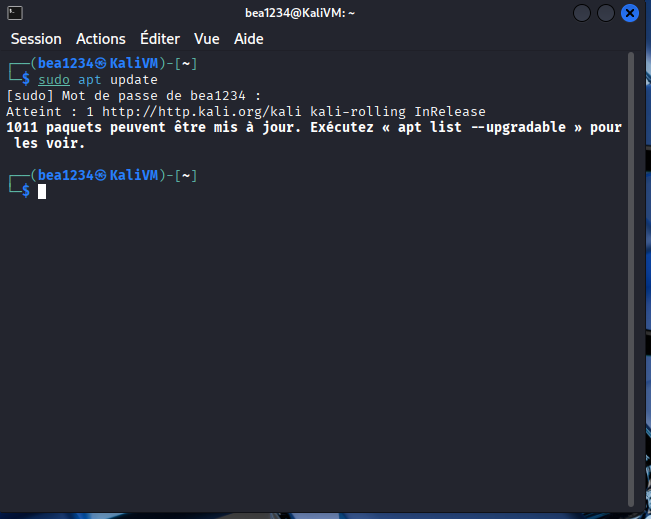 bea1234@KaliVM: ~
Session Actions Éditer Vue Aide
┌──(bea1234㉿KaliVM)-[~]
└─$ sudo apt update
[sudo] Mot de passe de bea1234 :
Atteint : 1 http://http.kali.org/kali kali-rolling InRelease
1011 paquets peuvent être mis à jour. Exécutez « apt list --upgradable » pour
les voir.
┌──(bea1234㉿KaliVM)-[~]
└─$